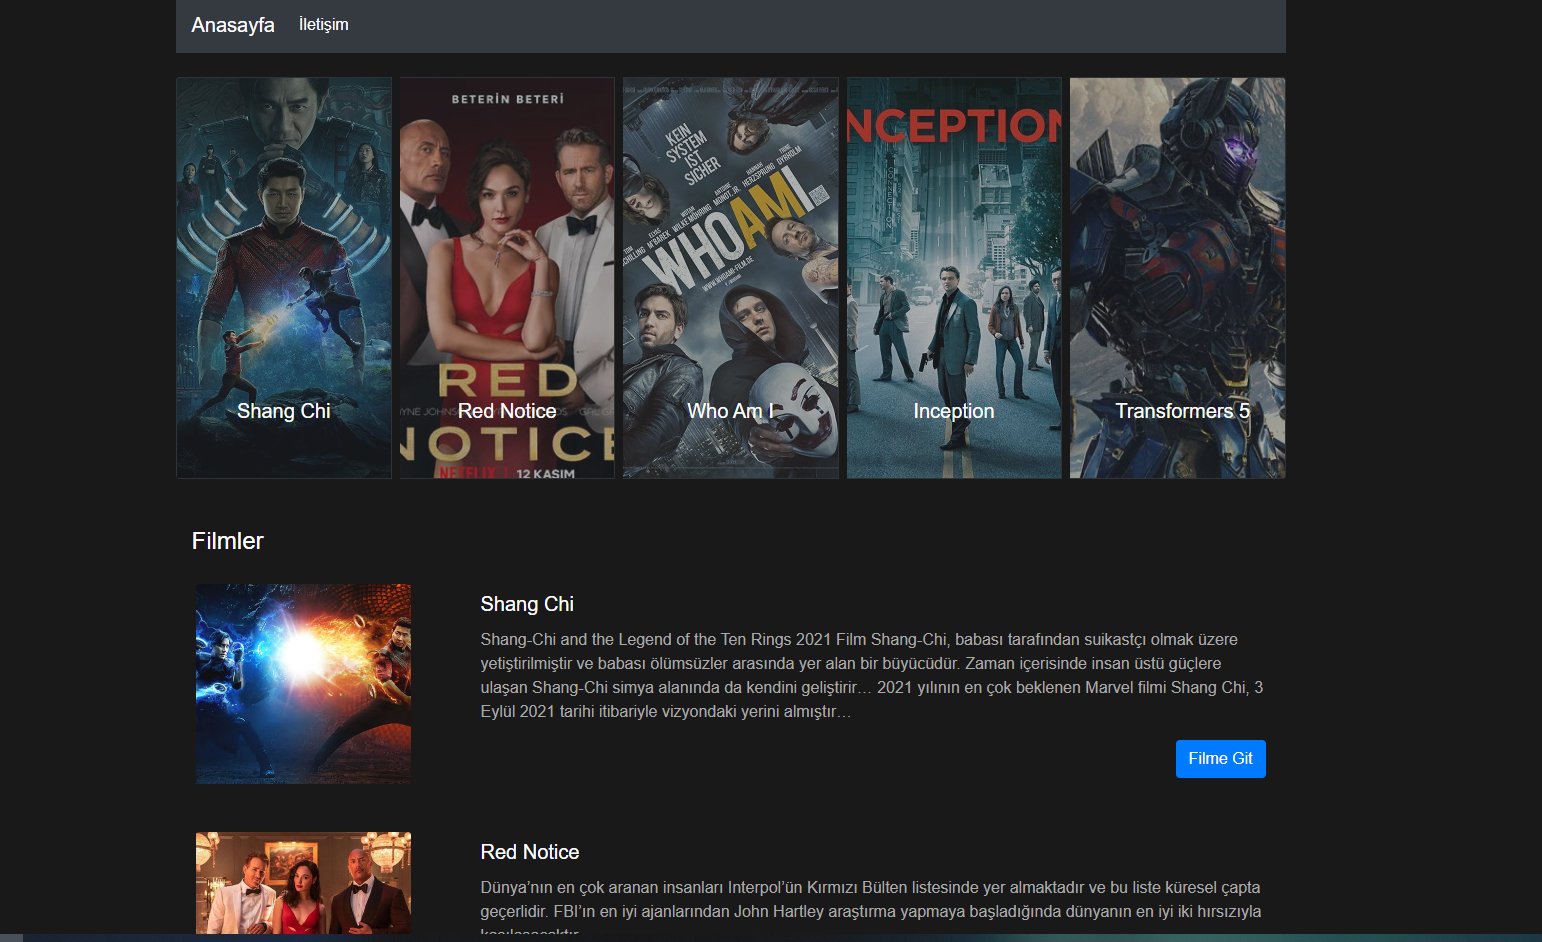 Anasayfa İletişim
BETERİN BETERİ
RED
NOTICE
NETFLIX | 12 KASIM
KEIN
SYSTEM
IST
SICHER
WHOAMI.
WWW.WHOAMI-FILM.DE
INCEPTION
Shang Chi
Red Notice
Who Am I
Inception
Transformers 5
Filmler
Shang Chi
Shang-Chi and the Legend of the Ten Rings 2021 Film Shang-Chi, babası tarafından suikastçı olmak üzere
yetiştirilmiştir ve babası ölümsüzler arasında yer alan bir büyücüdür. Zaman içerisinde insan üstü güçlere
ulaşan Shang-Chi simya alanında da kendini geliştirir… 2021 yılının en çok beklenen Marvel filmi Shang Chi, 3
Eylül 2021 tarihi itibariyle vizyondaki yerini almıştır…
Filme Git
Red Notice
Dünya’nın en çok aranan insanları Interpol’ün Kırmızı Bülten listesinde yer almaktadır ve bu liste küresel çapta
geçerlidir. FBI’ın en iyi ajanlarından John Hartley araştırma yapmaya başladığında dünyanın en iyi iki hırsızıyla